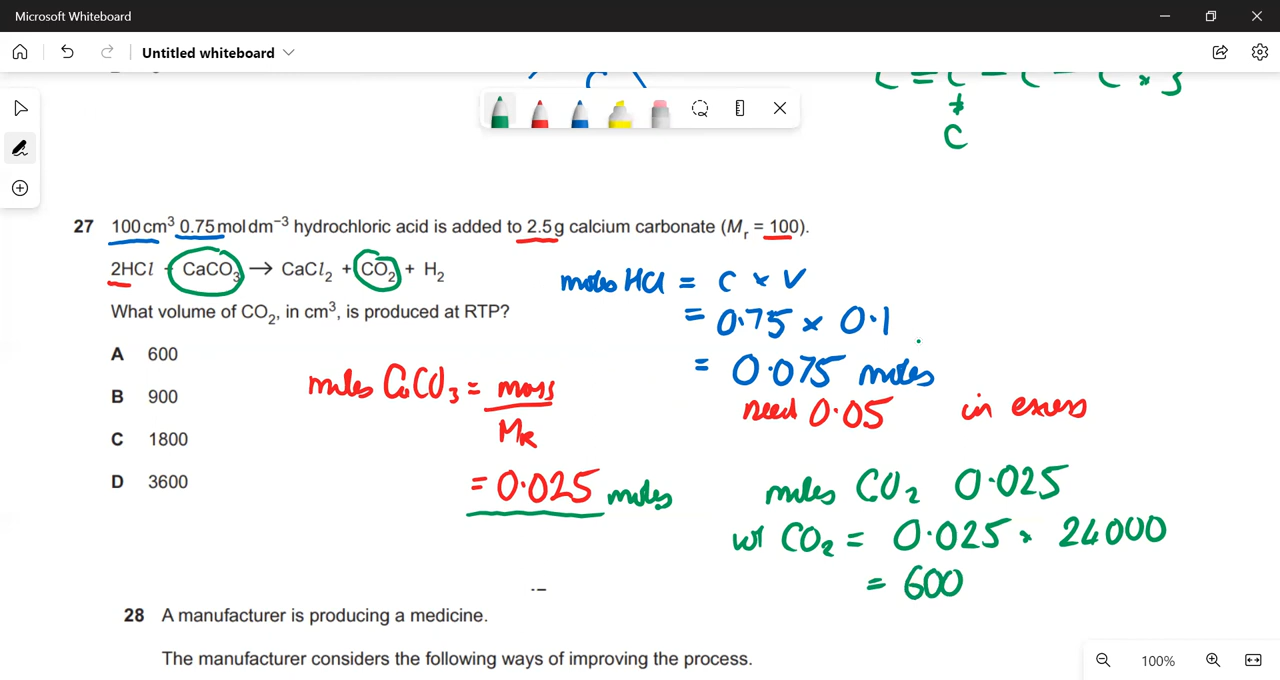 Microsoft Whiteboard
Untitled whiteboard
C = C - C - C * 3
C
27 100 cm³ 0.75 mol dm⁻³ hydrochloric acid is added to 2.5 g calcium carbonate (Mᵣ = 100).
2HCl + CaCO₃ → CaCl₂ + CO₂ + H₂
What volume of CO₂, in cm³, is produced at RTP?
A 600
B 900
C 1800
D 3600
moles HCl = C × V
= 0.75 × 0.1
= 0.075 moles
need 0.05 in excess
moles CaCO₃ = mass
MR
= 0.025 moles
moles CO₂ 0.025
CO₂ = 0.025 × 24000
= 600
28 A manufacturer is producing a medicine.
The manufacturer considers the following ways of improving the process.
100%